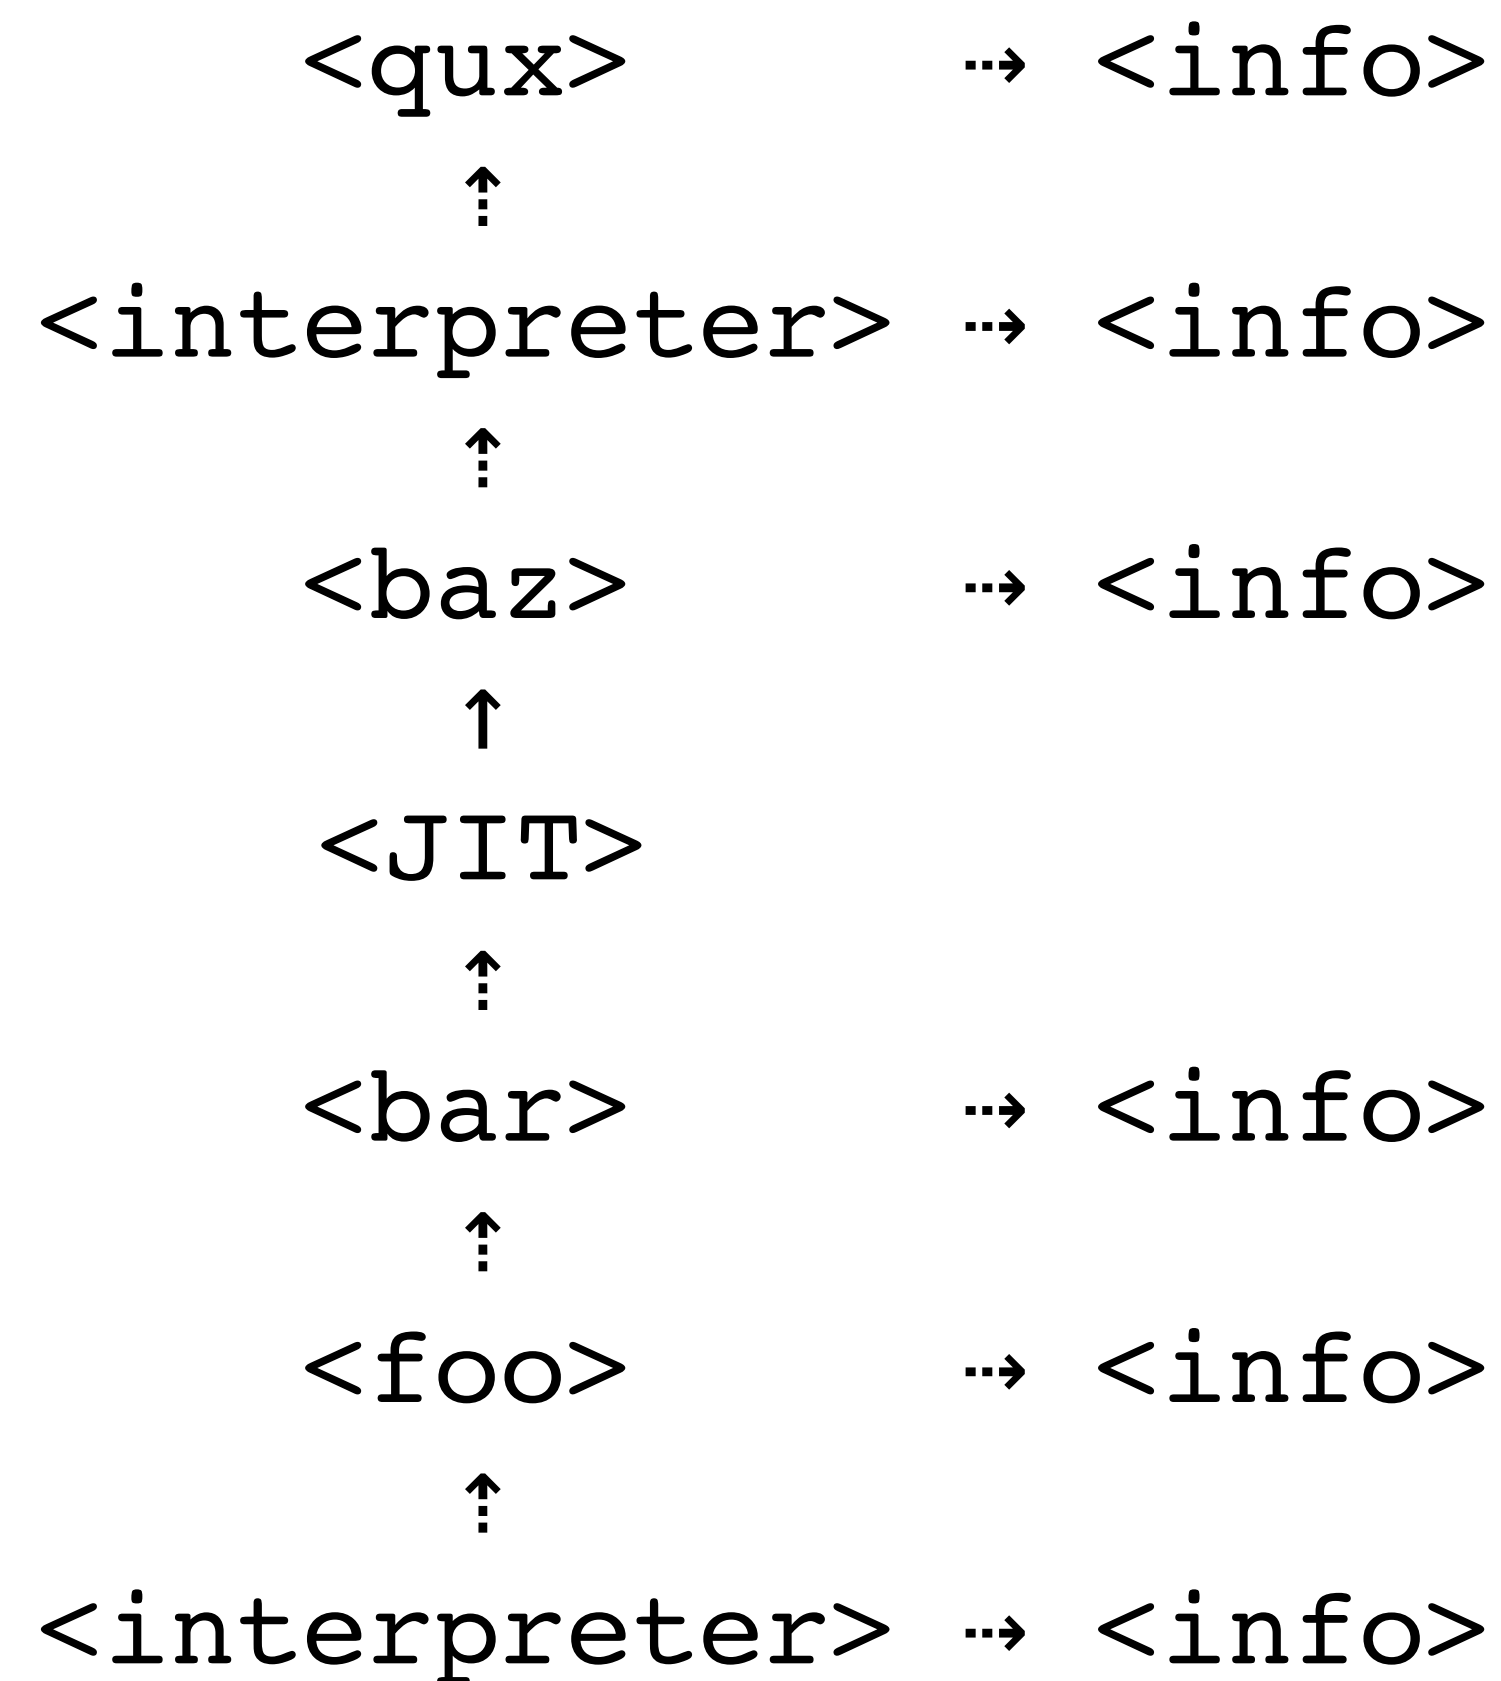 <qux> ⇢ <info>
⇡
<interpreter> ⇢ <info>
⇡
<baz> ⇢ <info>
↑
<JIT>
⇡
<bar> ⇢ <info>
⇡
<foo> ⇢ <info>
⇡
<interpreter> ⇢ <info>